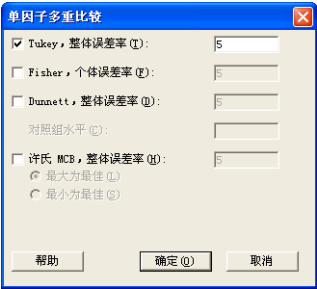 单因子多重比较
Tukey，整体误差率(T): 5
Fisher，个体误差率(F): 5
Dunnett，整体误差率(D): 5
对照组水平(C):
许氏 MCB，整体误差率(H): 5
最大为最佳(L)
最小为最佳(S)
帮助 确定(O) 取消